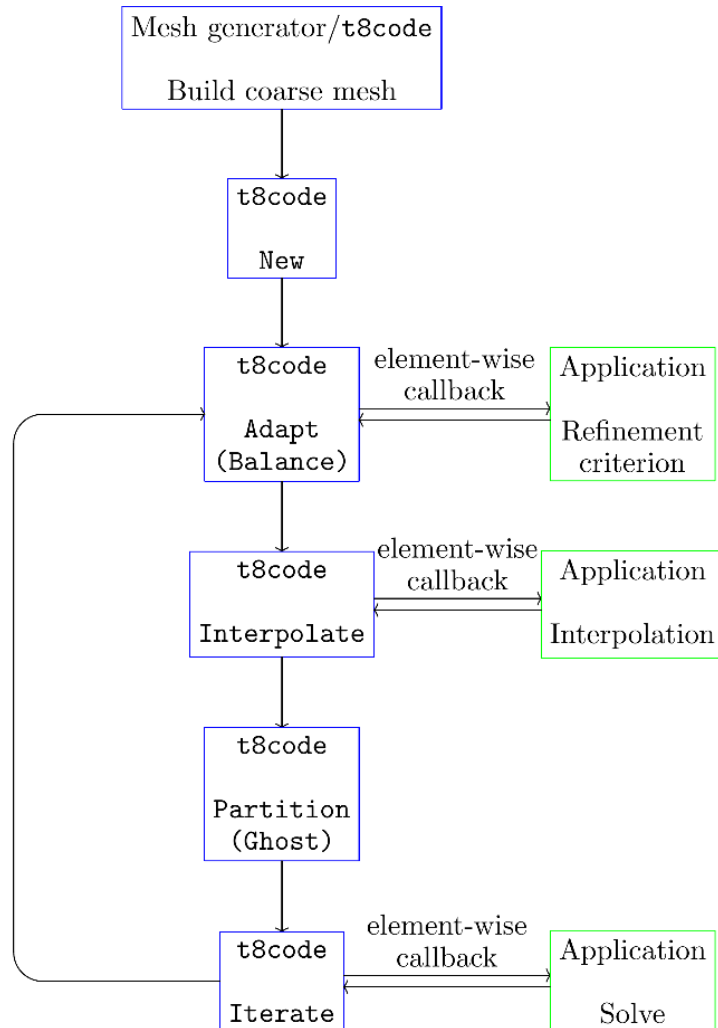 Mesh generator/t8code
Build coarse mesh
t8code
New
t8code
Adapt
(Balance)
element-wise
callback
Application
Refinement
criterion
t8code
Interpolate
element-wise
callback
Application
Interpolation
t8code
Partition
(Ghost)
t8code
Iterate
element-wise
callback
Application
Solve